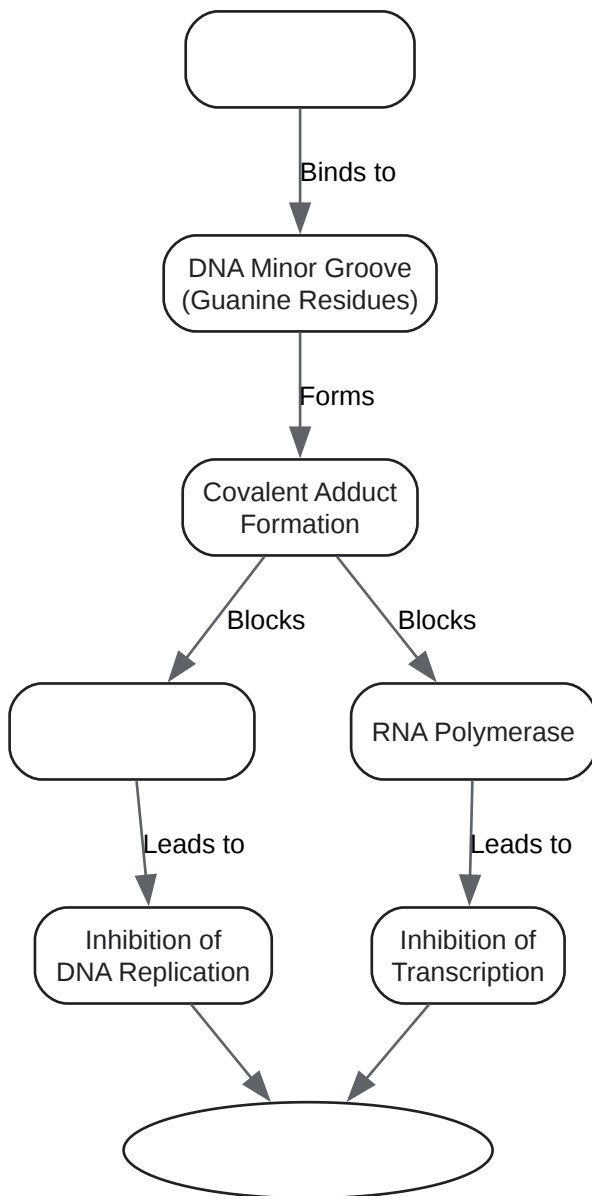 Binds to
DNA Minor Groove
(Guanine Residues)
Forms
Covalent Adduct
Formation
Blocks
Blocks
RNA Polymerase
Leads to
Leads to
Inhibition of
DNA Replication
Inhibition of
Transcription